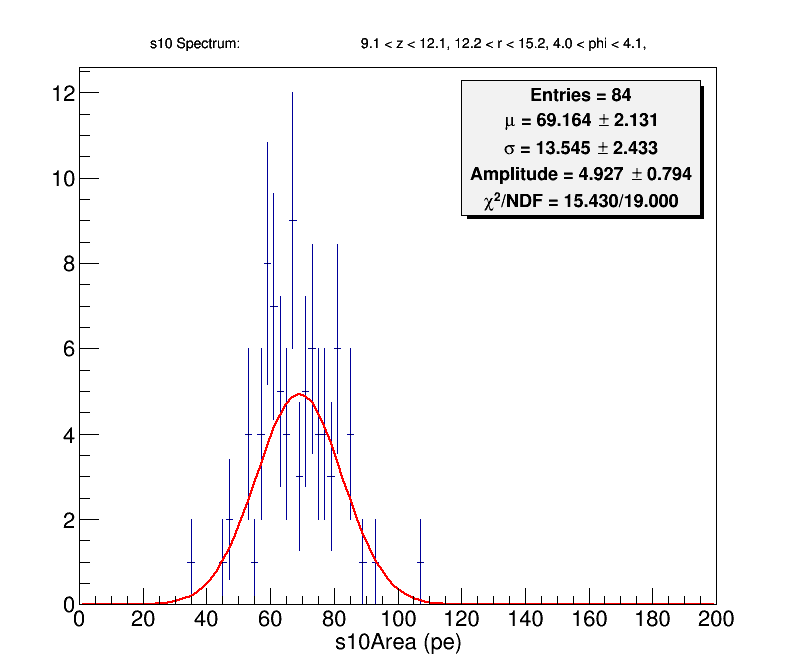 s10 Spectrum: 9.1 < z < 12.1, 12.2 < r < 15.2, 4.0 < phi < 4.1,
Entries = 84
μ = 69.164 ± 2.131
σ = 13.545 ± 2.433
Amplitude = 4.927 ± 0.794
χ²/NDF = 15.430/19.000
12
10
8
6
4
2
0
0 20 40 60 80 100 120 140 160 180 200
s10Area (pe)